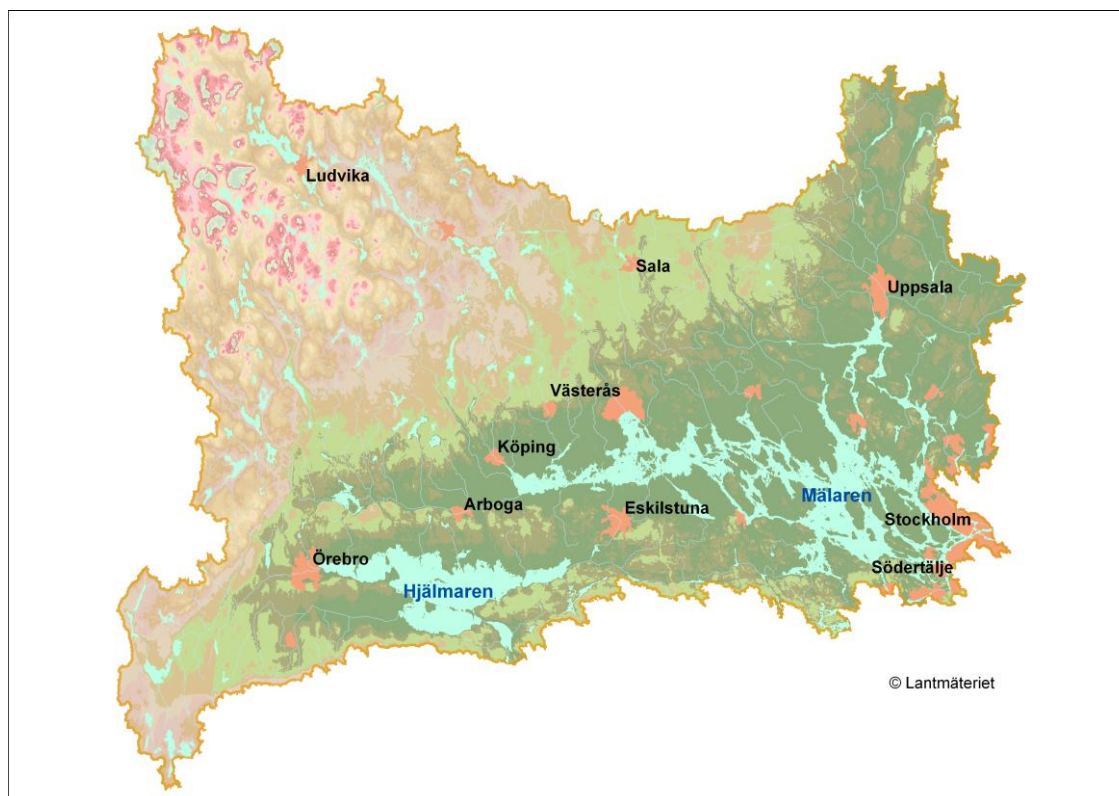 Ludvika
Sala
Uppsala
Västerås
Köping
Mälaren
Arboga
Eskilstuna
Stockholm
Örebro
Södertälje
Hjälmaren
© Lantmäteriet